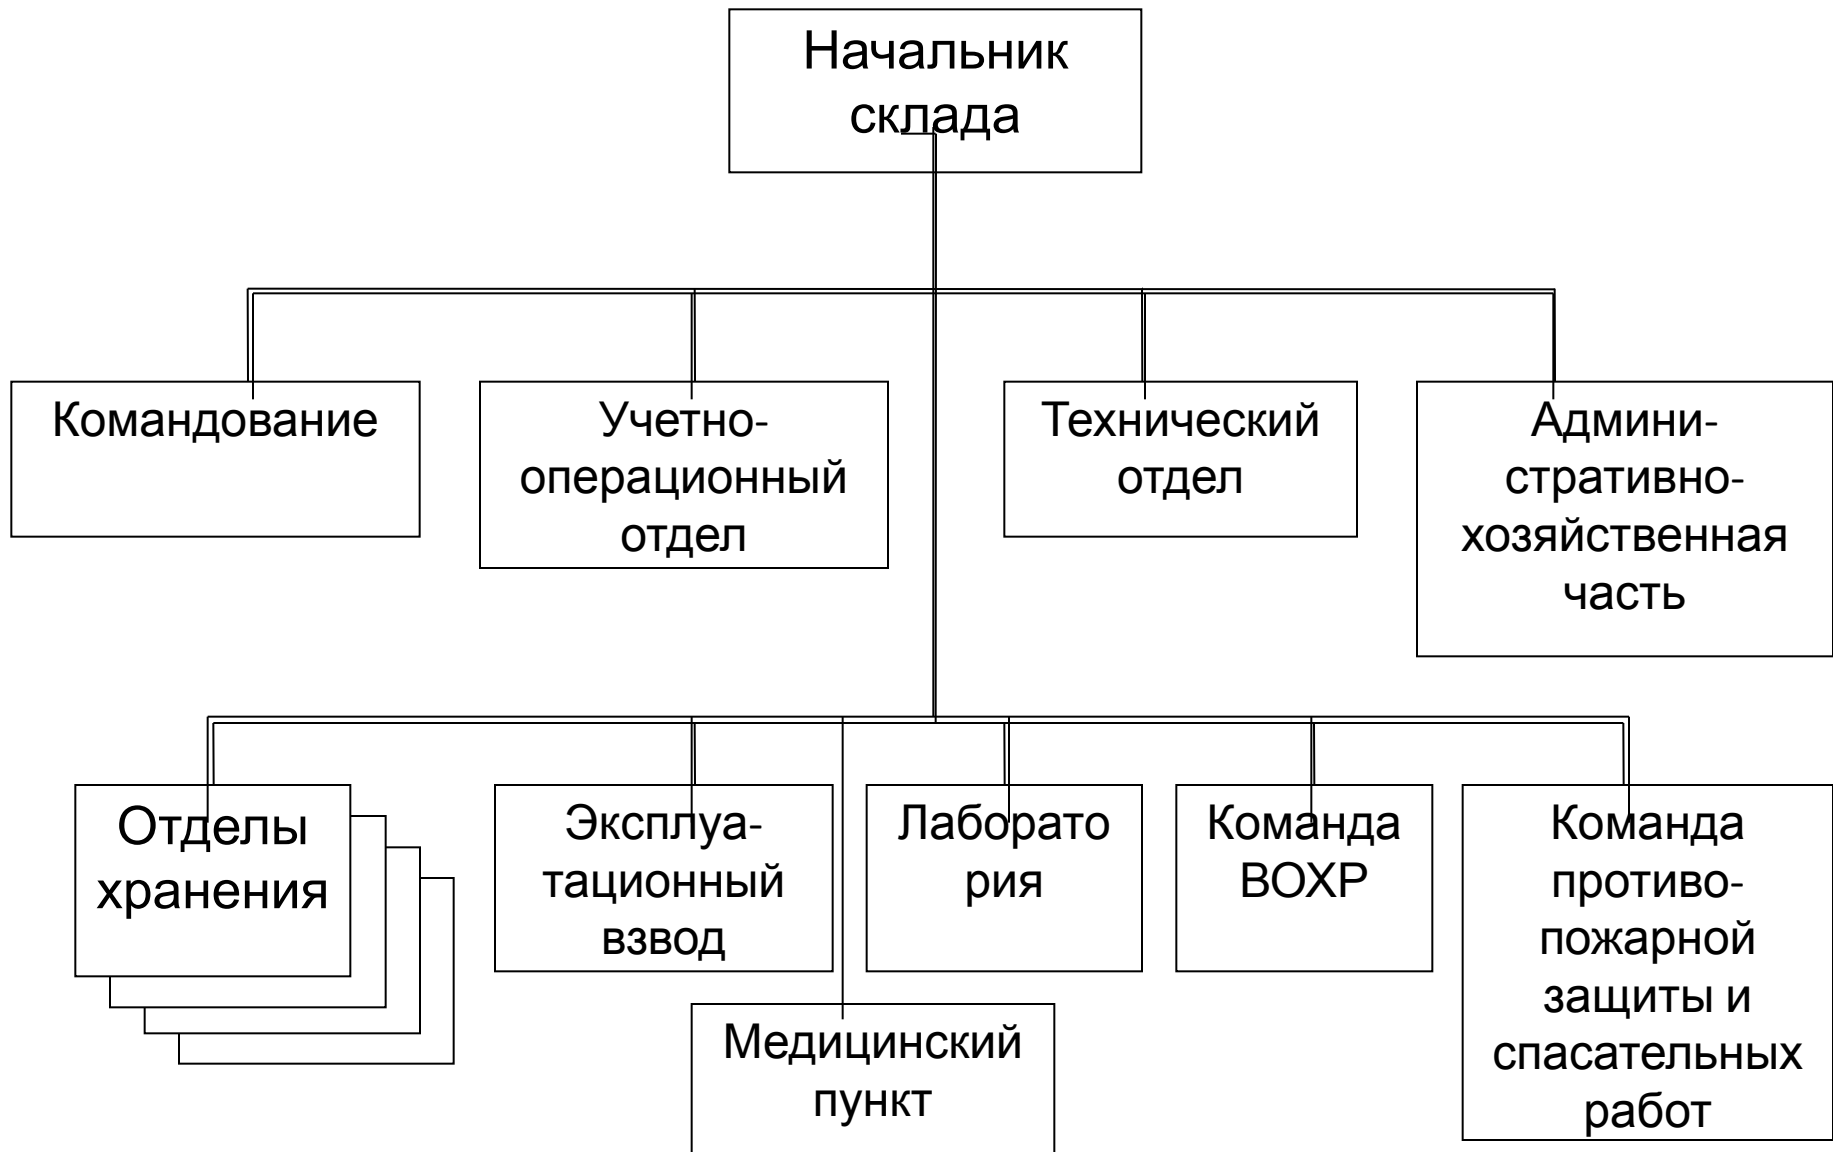 Начальник
склада
Командование
Учетно-
операционный
отдел
Технический
отдел
Админи-
стративно-
хозяйственная
часть
Отделы
хранения
Эксплуа-
тационный
взвод
Лаборато
рия
Команда
ВОХР
Команда
противо-
пожарной
защиты и
спасательных
работ
Медицинский
пункт